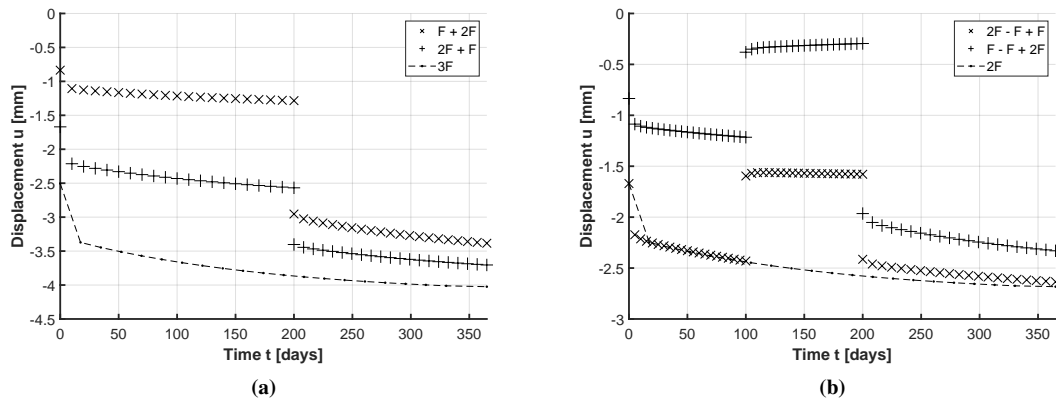 0
-0.5
-1
-1.5
-2
-2.5
-3
-3.5
-4
-4.5
0 50 100 150 200 250 300 350
Displacement u [mm]
Time t [days]
F + 2F
2F + F
3F
(a)
0
-0.5
-1
-1.5
-2
-2.5
-3
0 50 100 150 200 250 300 350
Displacement u [mm]
Time t [days]
2F - F + F
F - F + 2F
2F
(b)